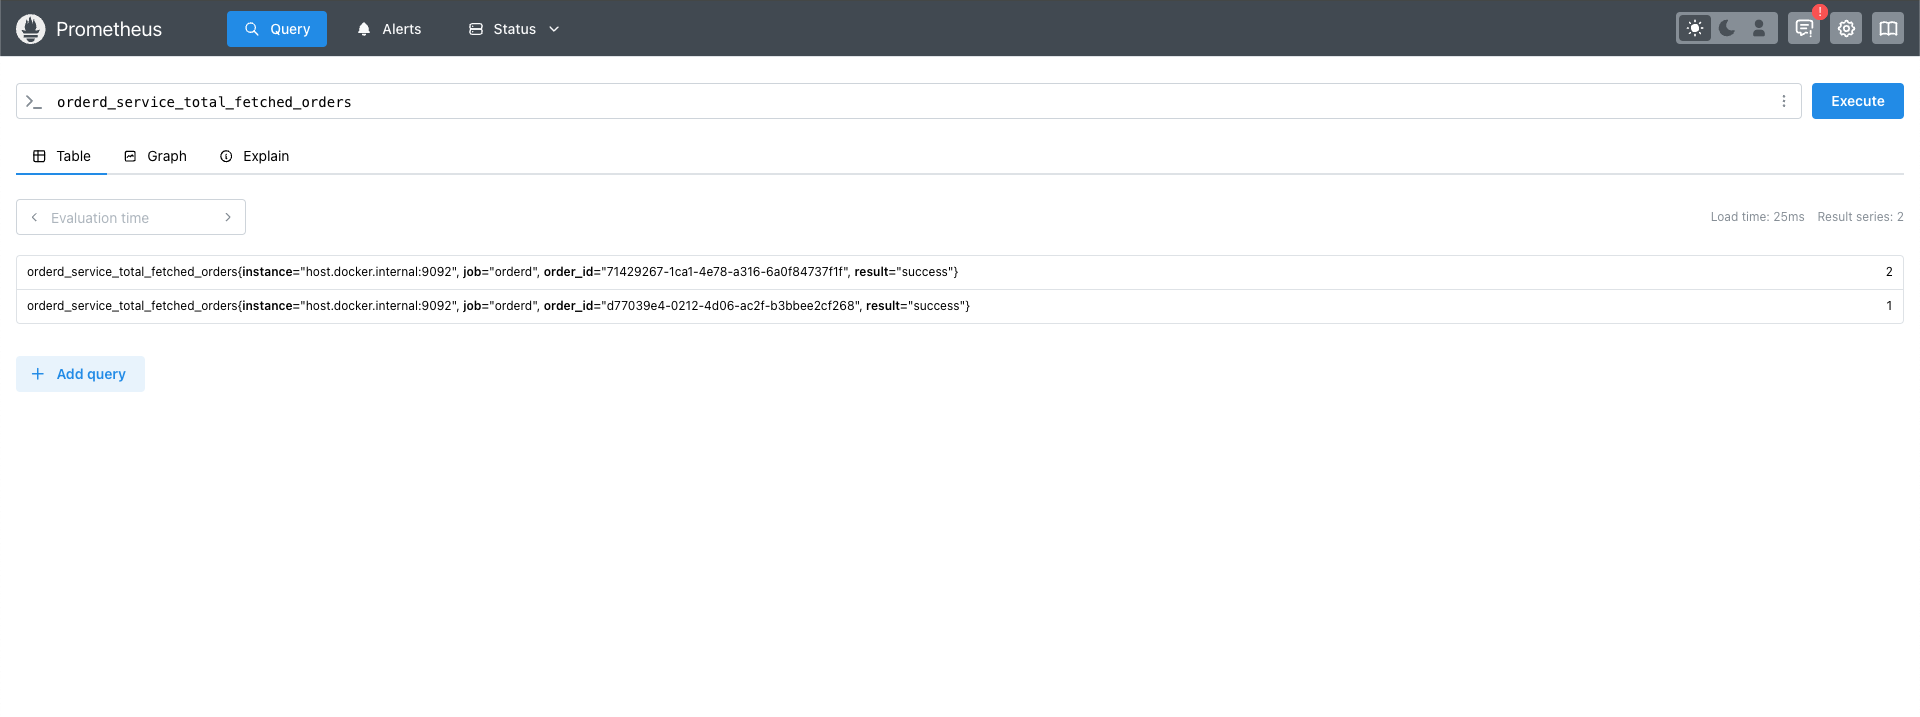 Prometheus
Query
Alerts
Status
!
>_ orderd_service_total_fetched_orders
Execute
Table
Graph
Explain
Evaluation time
Load time: 25ms Result series: 2
orderd_service_total_fetched_orders{instance="host.docker.internal:9092", job="orderd", order_id="71429267-1ca1-4e78-a316-6a0f84737f1f", result="success"} 2
orderd_service_total_fetched_orders{instance="host.docker.internal:9092", job="orderd", order_id="d77039e4-0212-4d06-ac2f-b3bbee2cf268", result="success"} 1
+ Add query